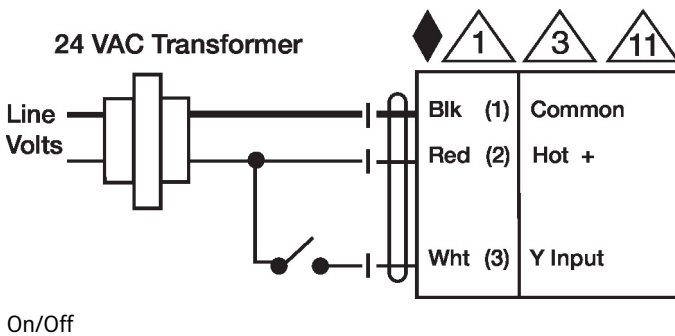 24 VAC Transformer
1
3
11
Line
Volts
Blk (1) Common
Red (2) Hot +
Wht (3) Y Input
On/Off